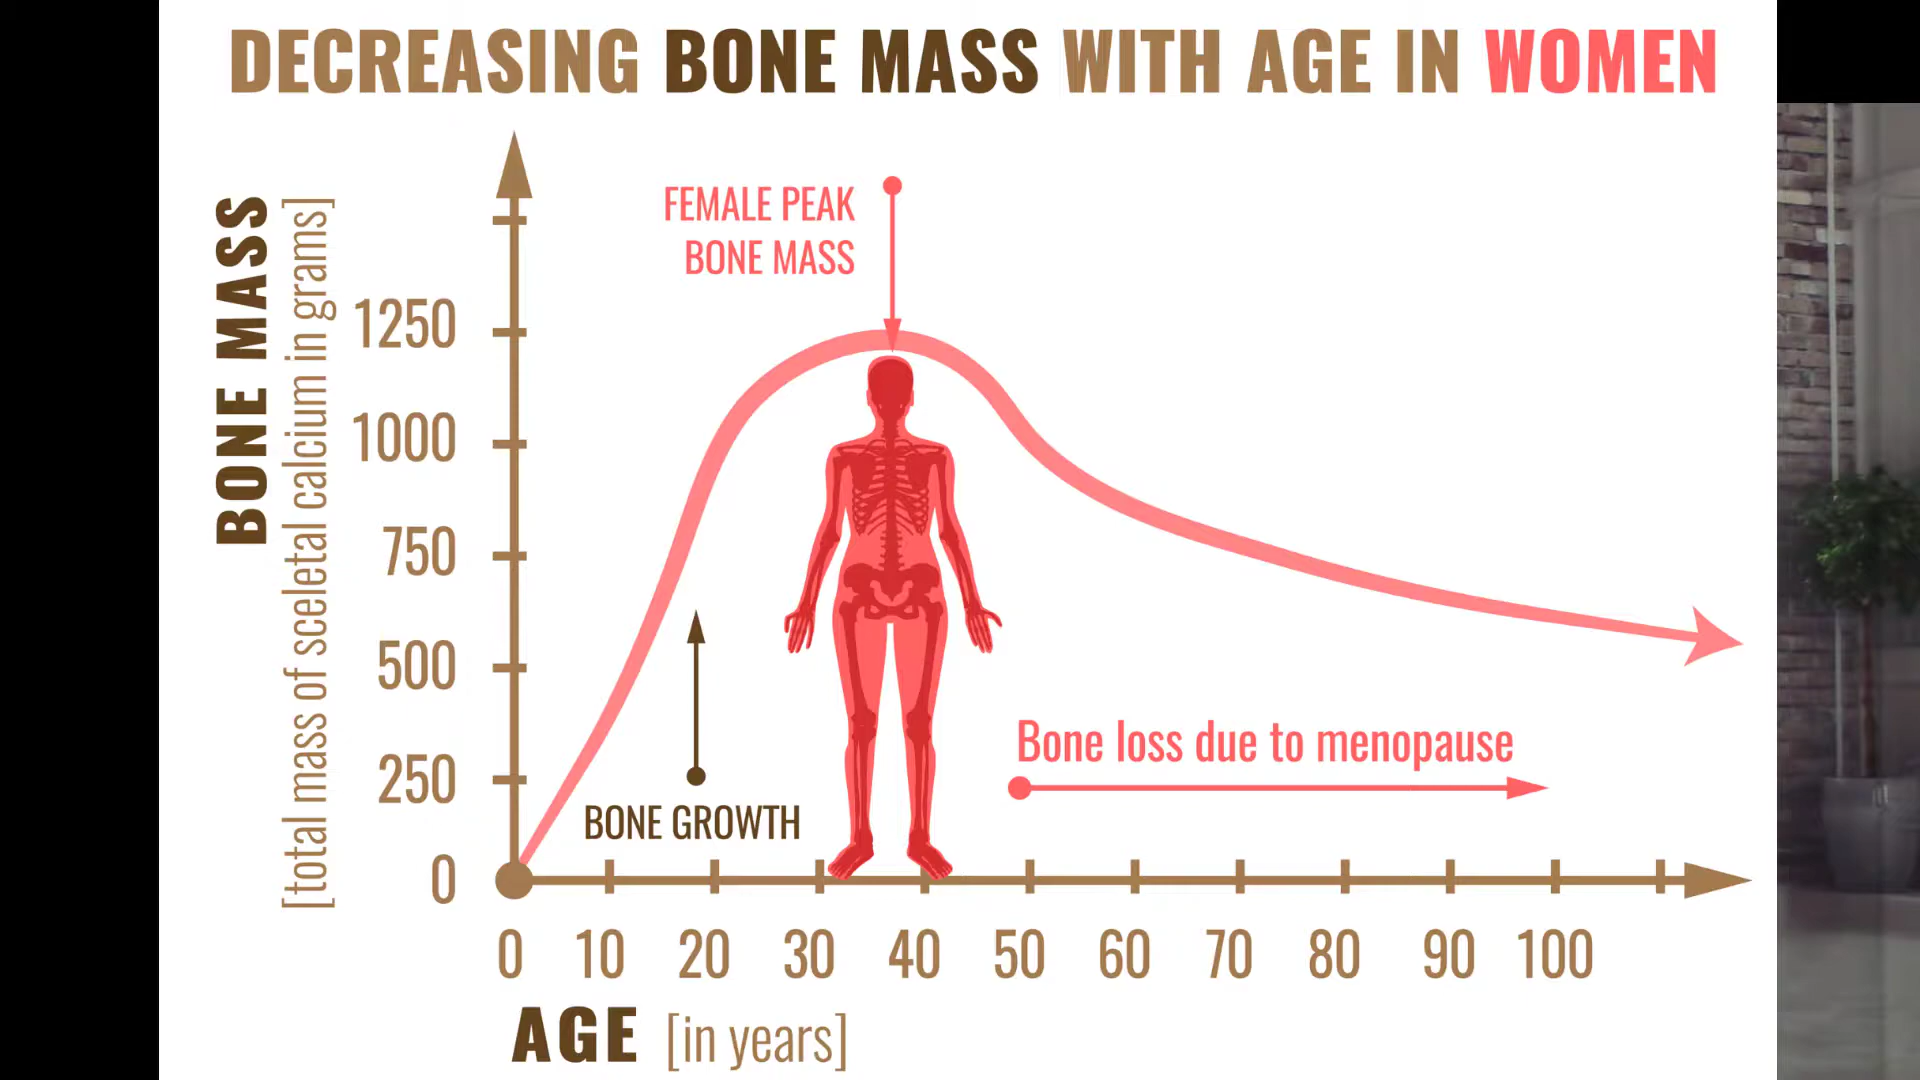 DECREASING BONE MASS WITH AGE IN WOMEN
BONE MASS
[total mass of sceletal calcium in grams]
FEMALE PEAK
BONE MASS
1250
1000
750
500
250
0
BONE GROWTH
Bone loss due to menopause
0 10 20 30 40 50 60 70 80 90 100
AGE [in years]